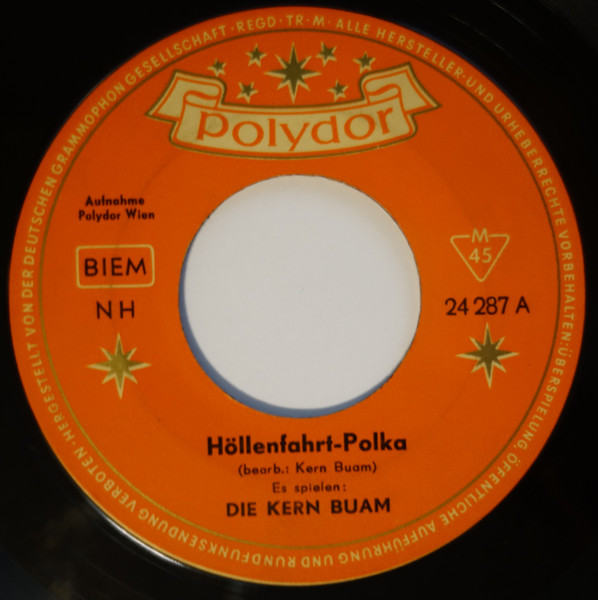 HERGESTELLT VON DER DEUTSCHEN GRAMMOPHON GESELLSCHAFT · REGD · TR · M · ALLE HERSTELLER- UND URHEBERRECHTE VORBEHALTEN · ÜBERSPIELUNG, ÖFFENTLICHE AUFFÜHRUNG UND RUNDFUNKSENDUNG VERBOTEN
polydor
Aufnahme
Polydor Wien
BIEM
NH
M
45
24 287 A
Höllenfahrt-Polka
(bearb.: Kern Buam)
Es spielen:
DIE KERN BUAM